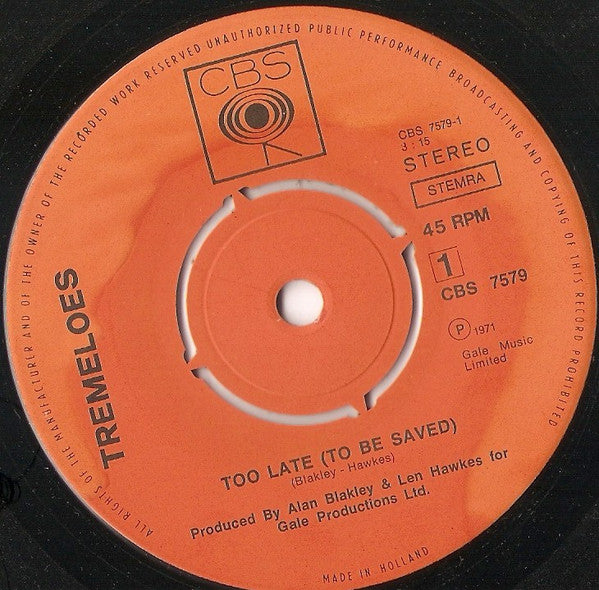 ALL RIGHTS OF THE MANUFACTURER AND OF THE OWNER OF THE RECORDED WORK RESERVED UNAUTHORIZED PUBLIC PERFORMANCE, BROADCASTING AND COPYING OF THIS RECORD PROHIBITED
CBS
CBS 7579-1
3:15
STEREO
STEMRA
45 RPM
1
CBS 7579
Ⓟ 1971
Gale Music
Limited
TREMELOES
TOO LATE (TO BE SAVED)
(Blakley - Hawkes)
Produced By Alan Blakley & Len Hawkes for
Gale Productions Ltd.
MADE IN HOLLAND